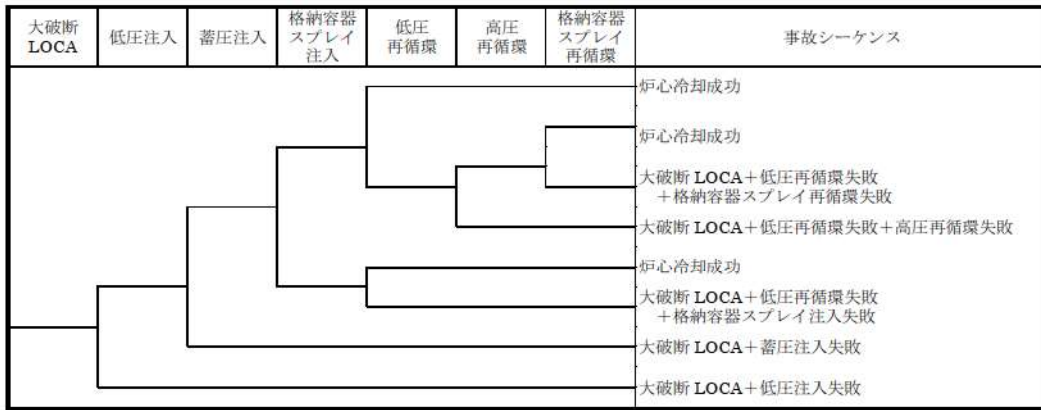 大破断
LOCA
低圧注入
蓄圧注入
格納容器
スプレイ
注入
低圧
再循環
高圧
再循環
格納容器
スプレイ
再循環
事故シーケンス
炉心冷却成功
炉心冷却成功
大破断 LOCA＋低圧再循環失敗
＋格納容器スプレイ再循環失敗
大破断 LOCA＋低圧再循環失敗＋高圧再循環失敗
炉心冷却成功
大破断 LOCA＋低圧再循環失敗
＋格納容器スプレイ注入失敗
大破断 LOCA＋蓄圧注入失敗
大破断 LOCA＋低圧注入失敗